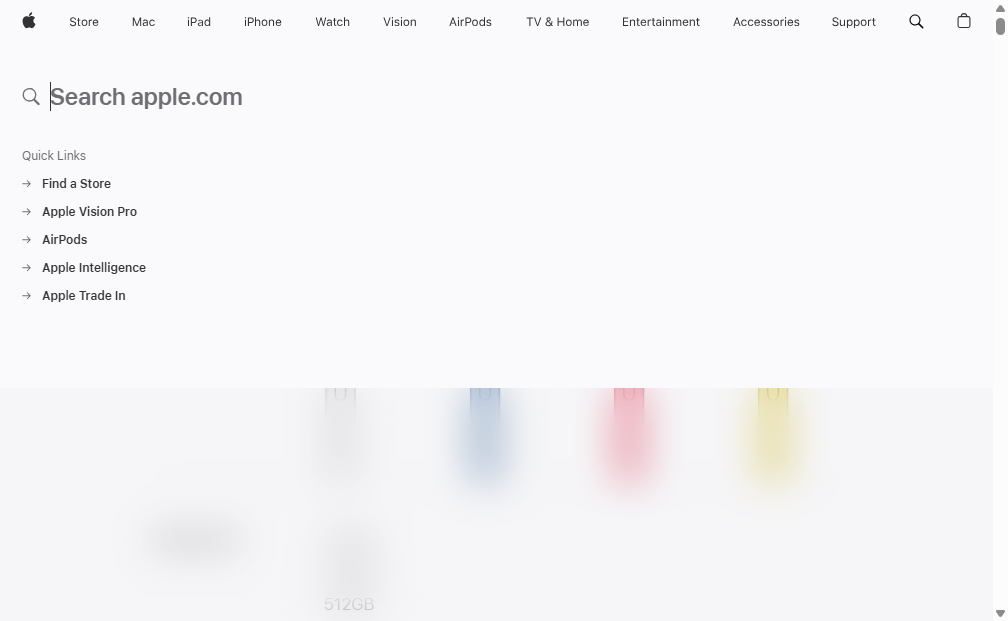 Store Mac iPad iPhone Watch Vision AirPods TV & Home Entertainment Accessories Support
Search apple.com
Quick Links
Find a Store
Apple Vision Pro
AirPods
Apple Intelligence
Apple Trade In
512GB